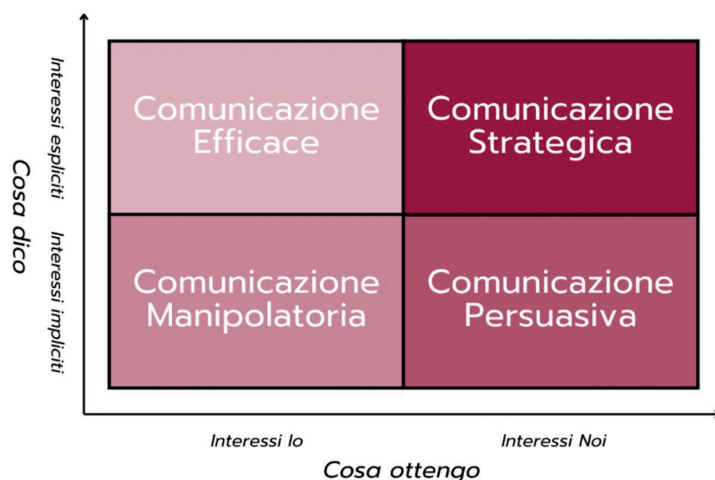 Comunicazione
Efficace
Comunicazione
Strategica
Comunicazione
Manipolatoria
Comunicazione
Persuasiva
Cosa dico
Interessi espliciti
Interessi impliciti
Interessi Io
Interessi Noi
Cosa ottengo